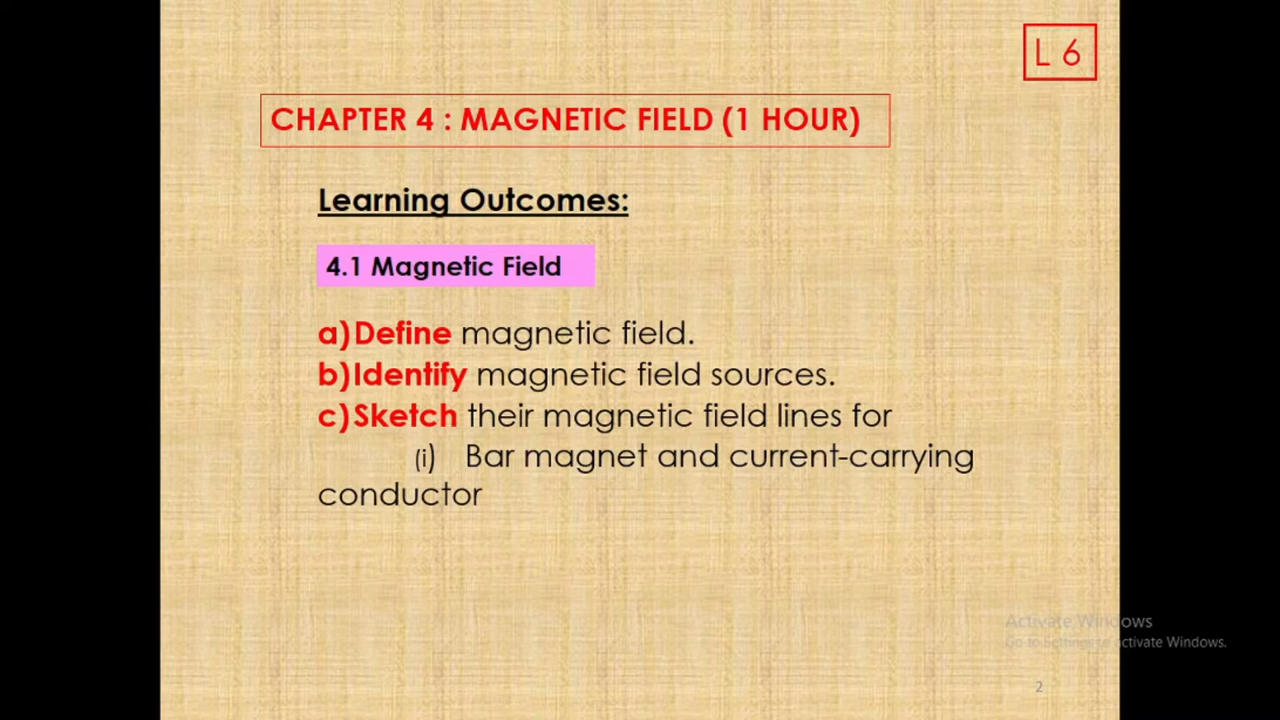 L 6
CHAPTER 4 : MAGNETIC FIELD (1 HOUR)
Learning Outcomes:
4.1 Magnetic Field
a)Define magnetic field.
b)Identify magnetic field sources.
c)Sketch their magnetic field lines for
(i) Bar magnet and current-carrying
conductor
Activate Windows
Go to Settings to activate Windows.
2